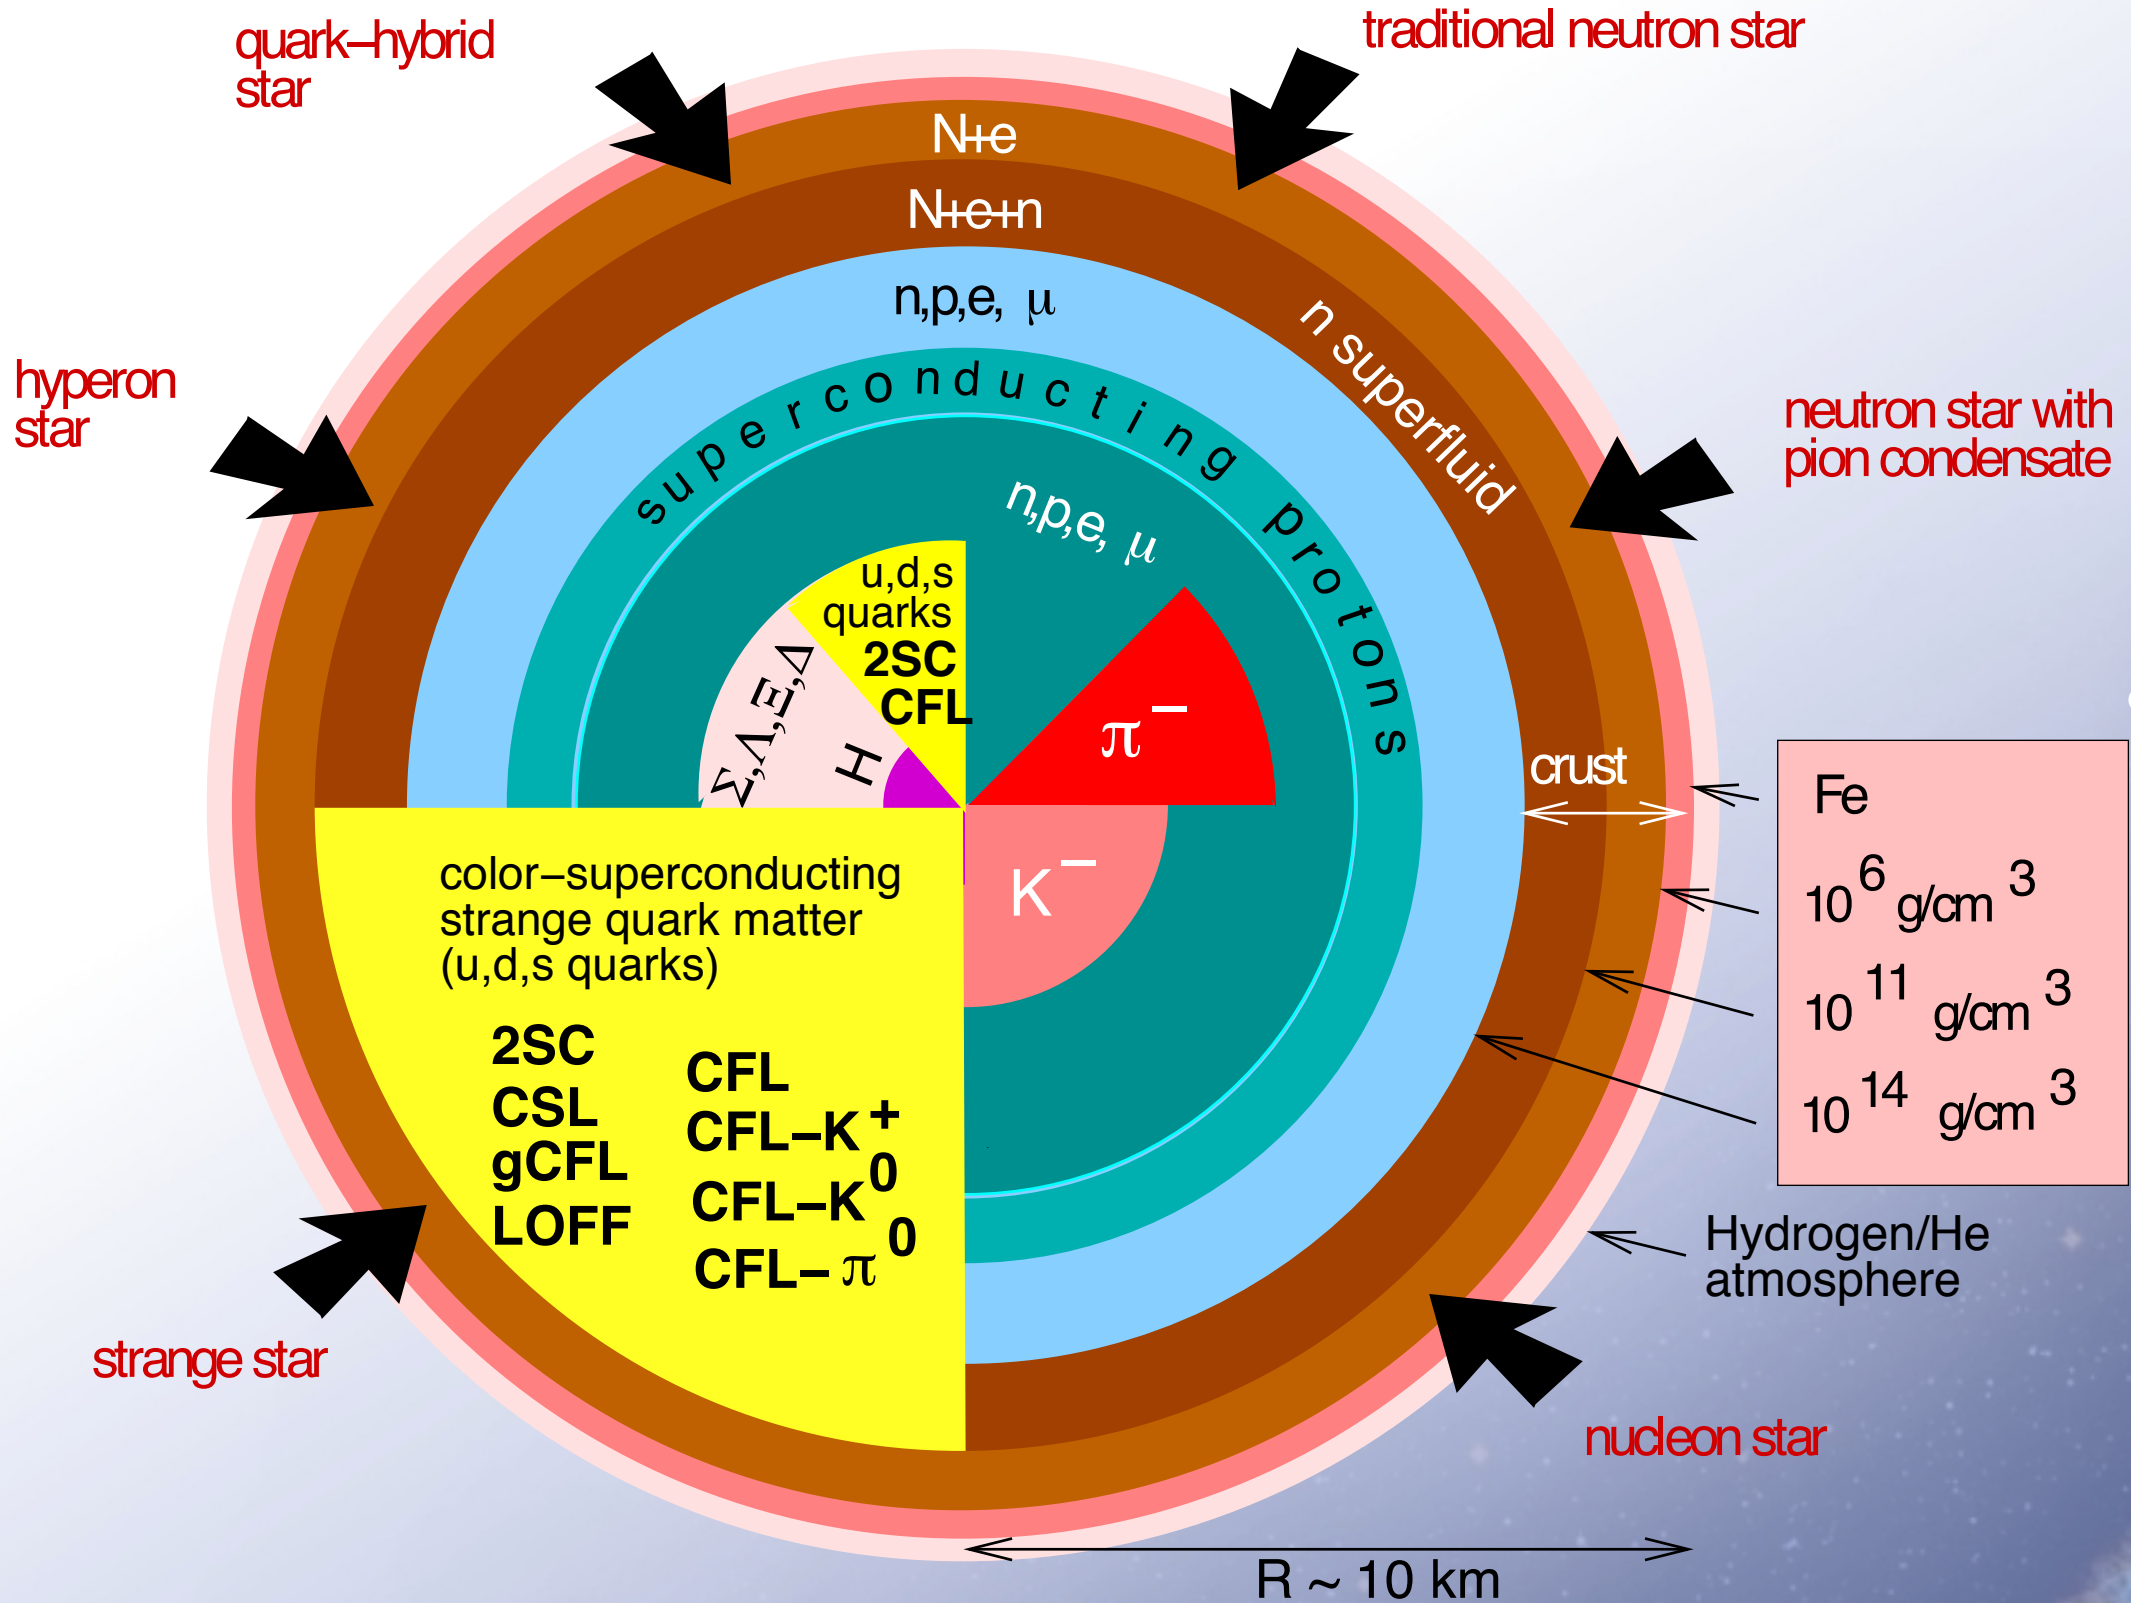 quark–hybrid
star
traditional neutron star
N+e
N+e+n
n,p,e, μ
n superfluid
hyperon
star
neutron star with
pion condensate
superconducting protons
n,p,e, μ
u,d,s
quarks
2SC
CFL
Σ,Λ,Ξ,Δ
H
π⁻
crust
K⁻
Fe
10⁶ g/cm³
10¹¹ g/cm³
10¹⁴ g/cm³
color–superconducting
strange quark matter
(u,d,s quarks)
2SC
CSL
gCFL
LOFF
CFL
CFL–K⁺
CFL–K⁰
CFL–π⁰
Hydrogen/He
atmosphere
strange star
nucleon star
R ~ 10 km